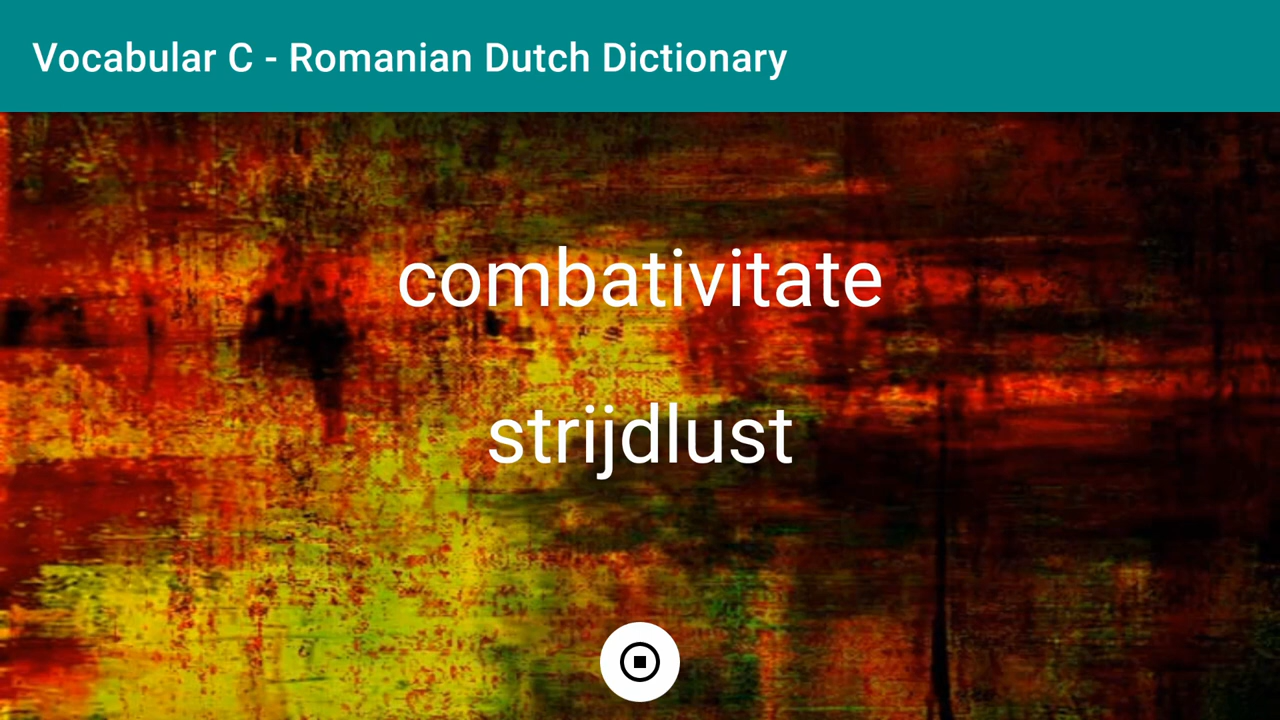 Vocabular C - Romanian Dutch Dictionary
combativitate
strijdlust